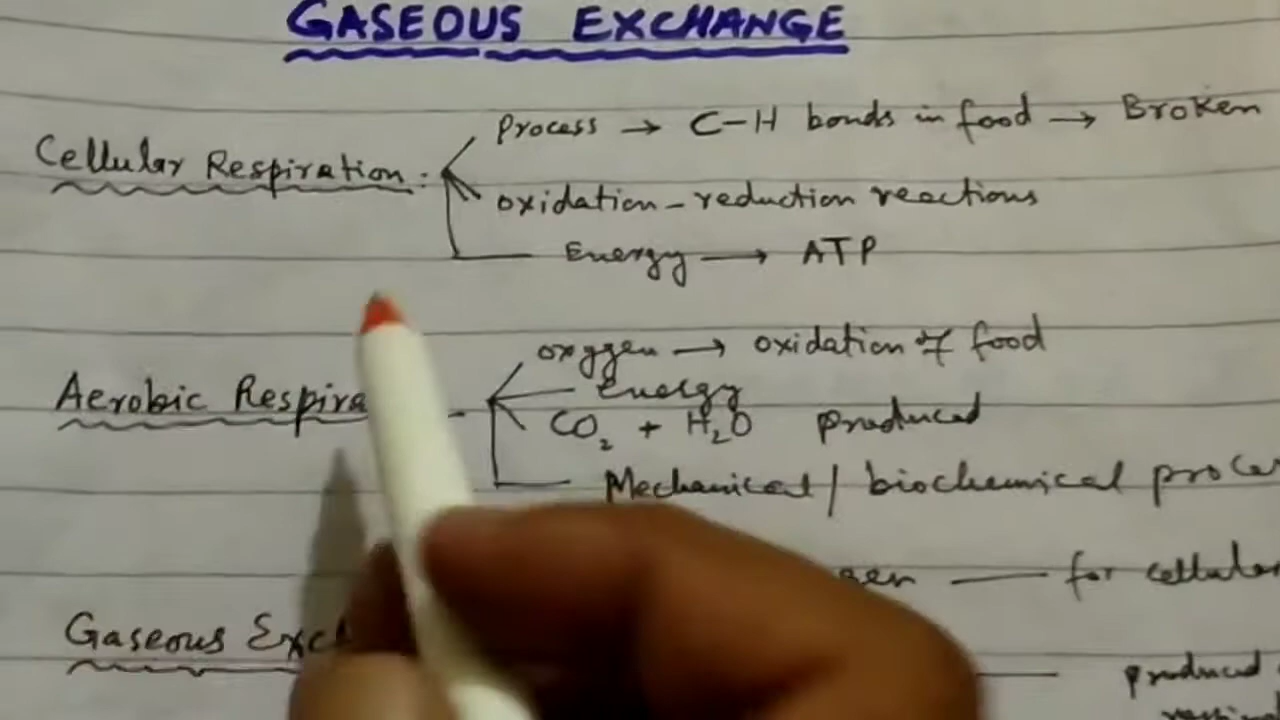 GASEOUS EXCHANGE
Process → C-H bonds in food → Broken
Cellular Respiration :
oxidation-reduction reactions
Energy → ATP
oxygen → oxidation of food
Aerobic
Energy
CO₂ + H₂O produced
Mechanical / biochemical
for
Gaseous
produced